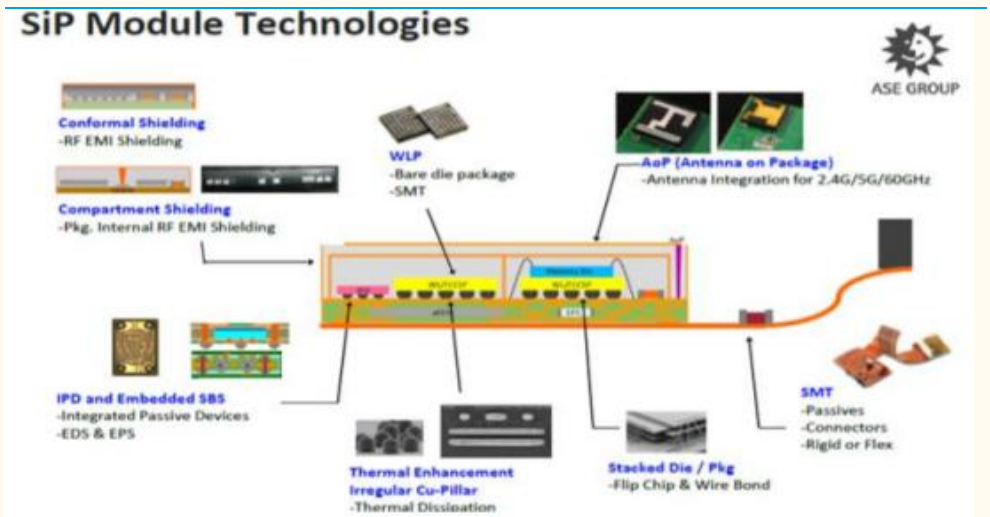 SiP Module Technologies
ASE GROUP
Conformal Shielding
-RF EMI Shielding
WLP
-Bare die package
-SMT
AoP (Antenna on Package)
-Antenna Integration for 2.4G/5G/60GHz
Compartment Shielding
-Pkg. Internal RF EMI Shielding
Memory Die
IPD and Embedded SBS
-Integrated Passive Devices
-EDS & EPS
SMT
-Passives
-Connectors
-Rigid or Flex
Thermal Enhancement
Irregular Cu-Pillar
-Thermal Dissipation
Stacked Die / Pkg
-Flip Chip & Wire Bond